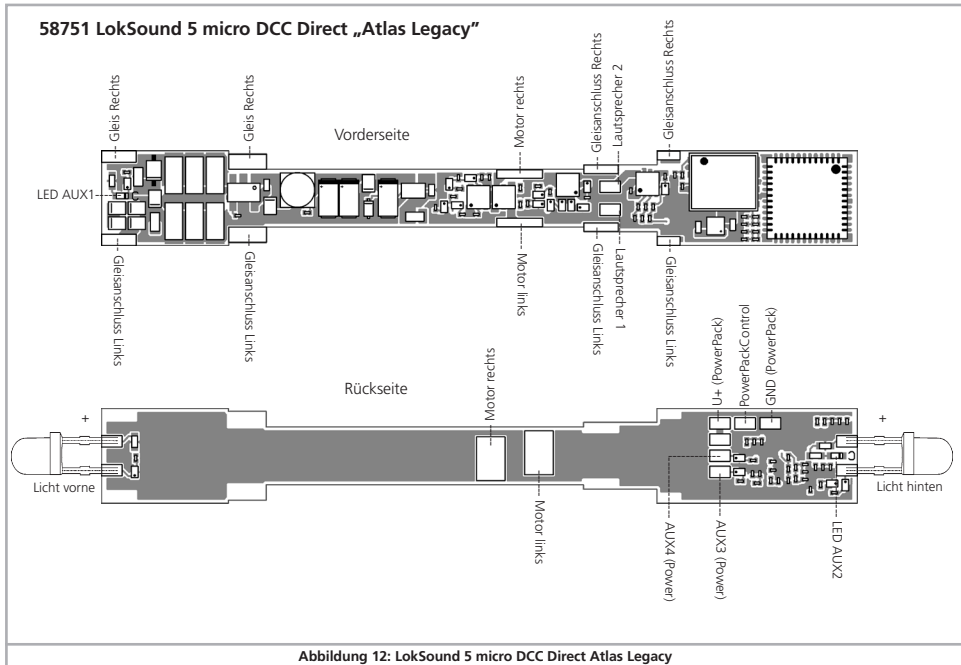 58751 LokSound 5 micro DCC Direct „Atlas Legacy”
Gleis Rechts
Gleis Rechts
Vorderseite
Motor rechts
Gleisanschluss Rechts
Lautsprecher 2
Gleisanschluss Rechts
LED AUX1
Gleisanschluss Links
Gleisanschluss Links
Motor links
Gleisanschluss Links
Lautsprecher 1
Gleisanschluss Links
Rückseite
Motor rechts
U+ (PowerPack)
PowerPackControl
GND (PowerPack)
+
+
Licht vorne
Licht hinten
Motor links
AUX4 (Power)
AUX3 (Power)
LED AUX2
Abbildung 12: LokSound 5 micro DCC Direct Atlas Legacy